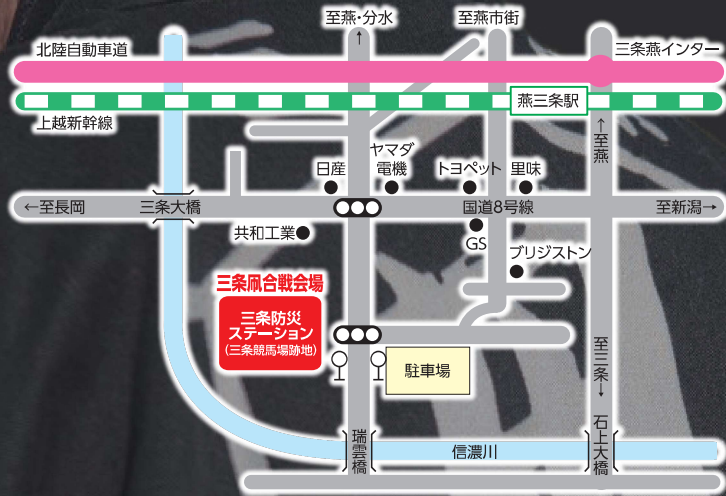 至燕・分水
↑
至燕市街
北陸自動車道
三条燕インター
燕三条駅
上越新幹線
↑至燕
日産
ヤマダ
電機
トヨペット
里味
←至長岡
三条大橋
国道8号線
至新潟→
共和工業
GS
ブリジストン
三条凧合戦会場
三条防災
ステーション
(三条競馬場跡地)
駐車場
至三条↓
瑞雲橋
信濃川
石上大橋